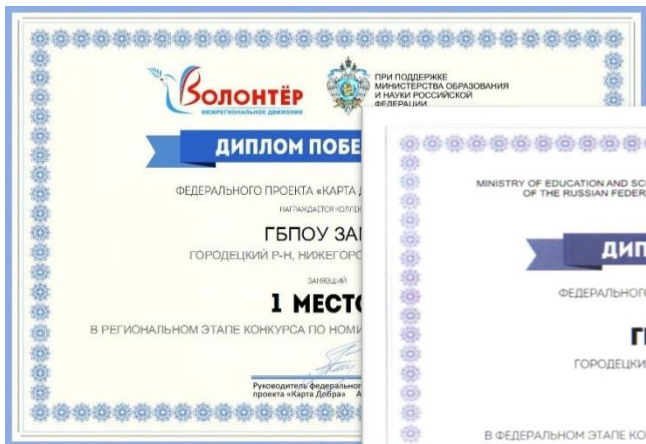 Волонтёр
МЕЖРЕГИОНАЛЬНОЕ ДВИЖЕНИЕ
ПРИ ПОДДЕРЖКЕ
МИНИСТЕРСТВА ОБРАЗОВАНИЯ
И НАУКИ РОССИЙСКОЙ
ФЕДЕРАЦИИ
ДИПЛОМ ПОБЕ
ФЕДЕРАЛЬНОГО ПРОЕКТА «КАРТА
НАГРАЖДАЕТСЯ КОЛЛЕК
ГБПОУ ЗА
ГОРОДЕЦКИЙ Р-Н, НИЖЕГОРО
ЗАНЯВШИЙ
1 МЕСТО
В РЕГИОНАЛЬНОМ ЭТАПЕ КОНКУРСА ПО НОМИ
Руководитель федерального
проекта «Карта Добра»
MINISTRY OF EDUCATION AND SC
OF THE RUSSIAN FEDER
ДИП
ФЕДЕРАЛЬНОГО
ГОРОДЕЦКИ
В ФЕДЕРАЛЬНОМ ЭТАПЕ КО